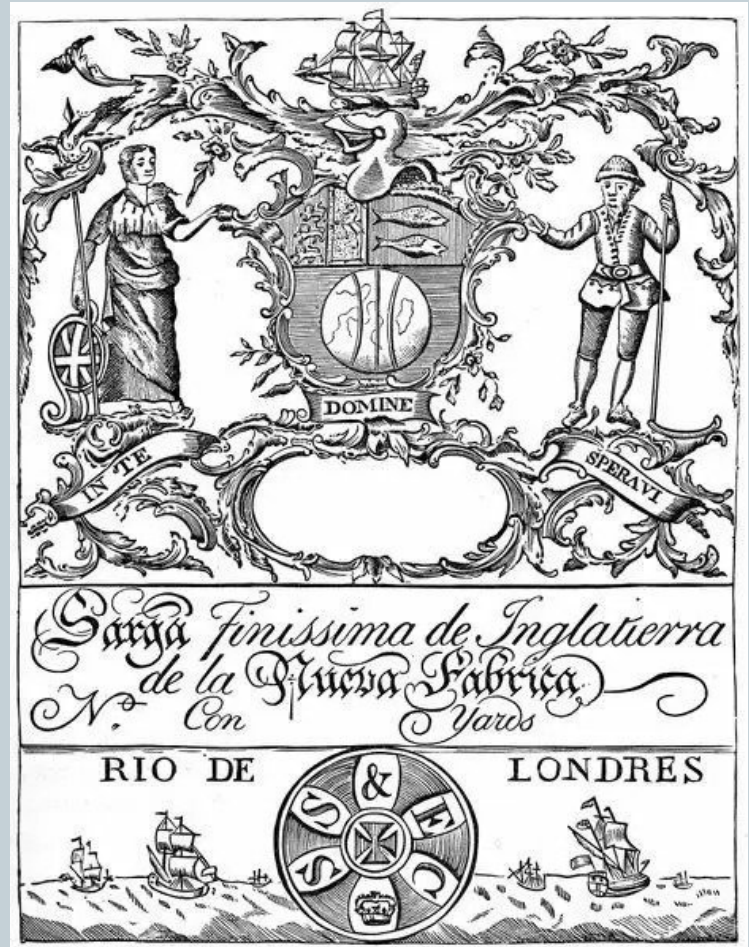 DOMINE
IN TE
SPERAVI
Sarga Finissima de Inglatierra
de la Nueva Fabrica
Nº. Con Yards
RIO DE LONDRES
S S & F C